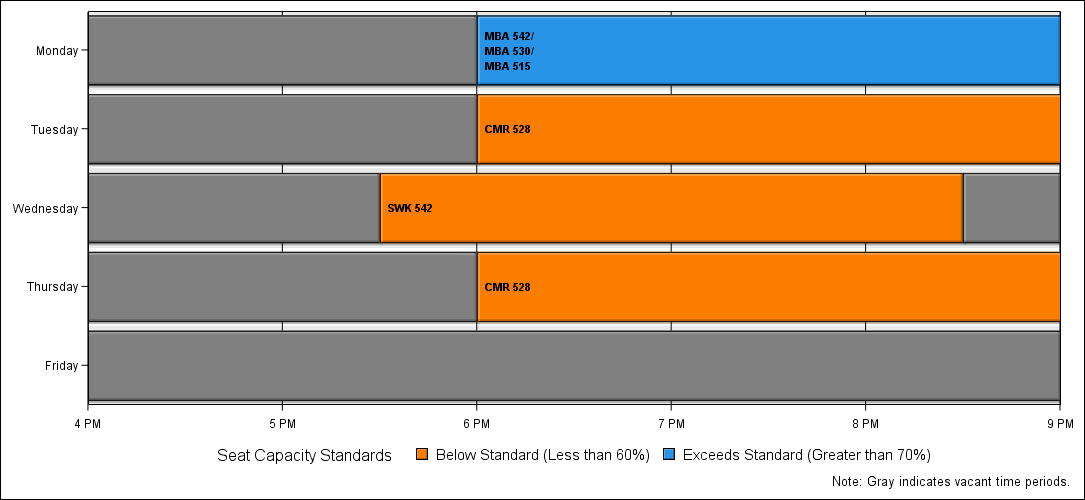 Monday
MBA 542/
MBA 530/
MBA 515
Tuesday
CMR 528
Wednesday
SWK 542
Thursday
CMR 528
Friday
4 PM 5 PM 6 PM 7 PM 8 PM 9 PM
Seat Capacity Standards Below Standard (Less than 60%) Exceeds Standard (Greater than 70%)
Note: Gray indicates vacant time periods.